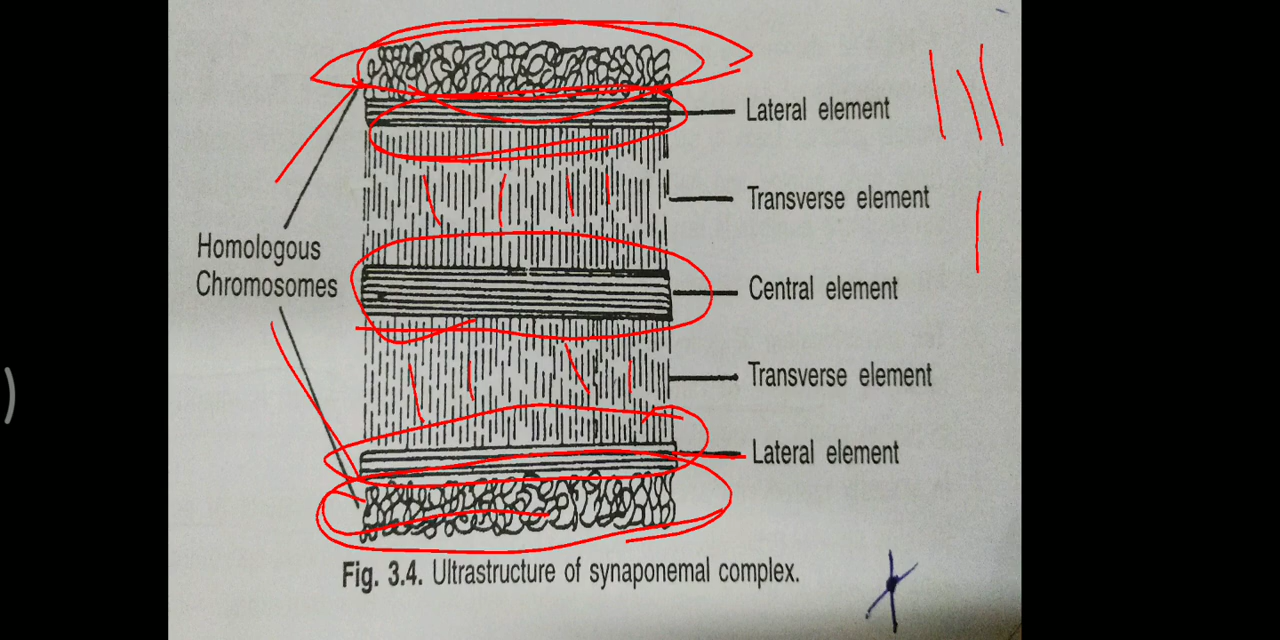 Lateral element
Transverse element
Homologous
Chromosomes
Central element
Transverse element
Lateral element
Fig. 3.4. Ultrastructure of synaponemal complex.